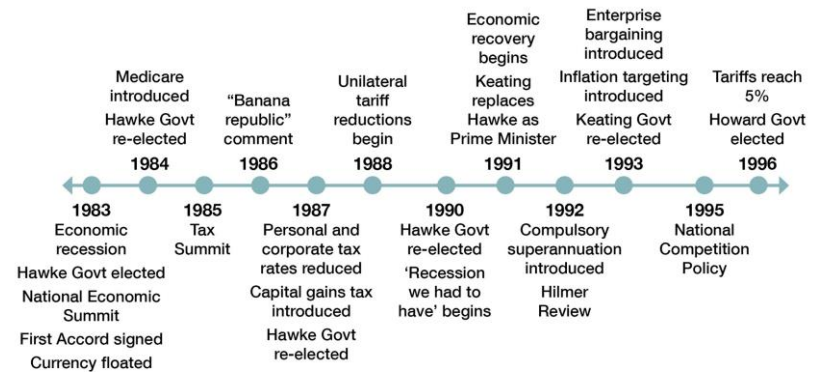 Medicare
introduced
Hawke Govt
re-elected
1984
“Banana
republic”
comment
1986
Unilateral
tariff
reductions
begin
1988
Economic
recovery
begins
Keating
replaces
Hawke as
Prime Minister
1991
Enterprise
bargaining
introduced
Inflation targeting
introduced
Keating Govt
re-elected
1993
Tariffs reach
5%
Howard Govt
elected
1996
1983
Economic
recession
Hawke Govt elected
National Economic
Summit
First Accord signed
Currency floated
1985
Tax
Summit
1987
Personal and
corporate tax
rates reduced
Capital gains tax
introduced
Hawke Govt
re-elected
1990
Hawke Govt
re-elected
‘Recession
we had to
have’ begins
1992
Compulsory
superannuation
introduced
Hilmer
Review
1995
National
Competition
Policy